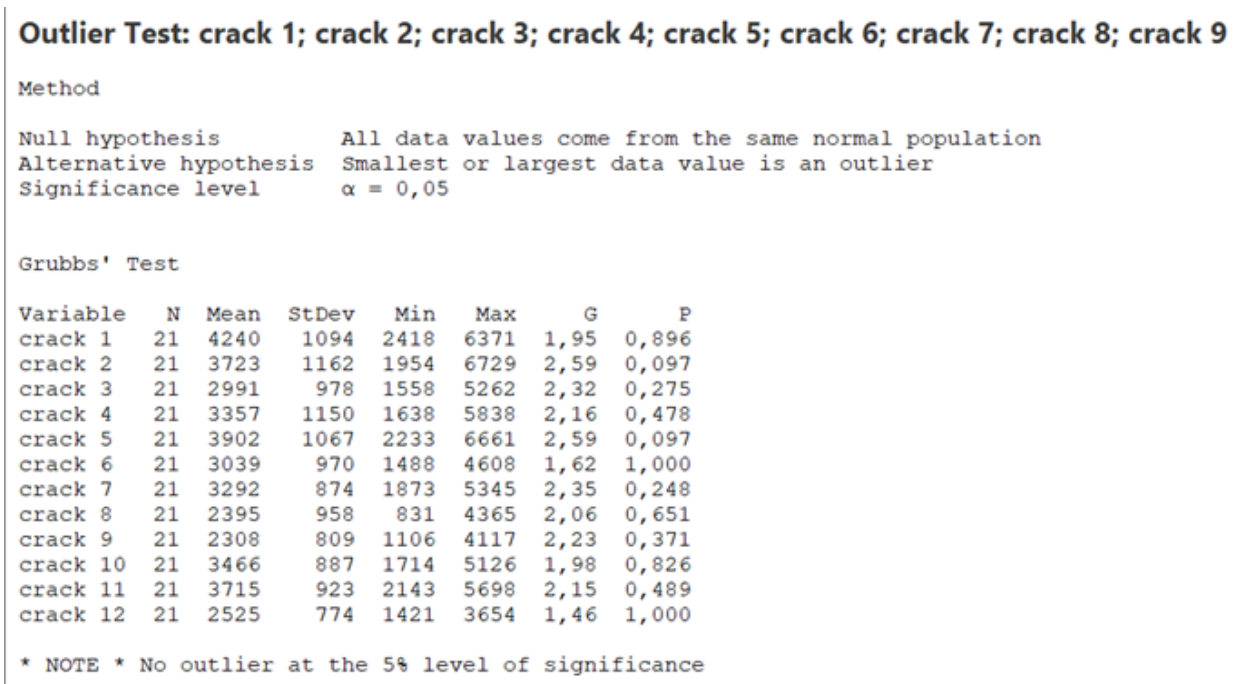 Outlier Test: crack 1; crack 2; crack 3; crack 4; crack 5; crack 6; crack 7; crack 8; crack 9
Method
Null hypothesis All data values come from the same normal population
Alternative hypothesis Smallest or largest data value is an outlier
Significance level α = 0,05
Grubbs' Test
Variable N Mean StDev Min Max G P
crack 1 21 4240 1094 2418 6371 1,95 0,896
crack 2 21 3723 1162 1954 6729 2,59 0,097
crack 3 21 2991 978 1558 5262 2,32 0,275
crack 4 21 3357 1150 1638 5838 2,16 0,478
crack 5 21 3902 1067 2233 6661 2,59 0,097
crack 6 21 3039 970 1488 4608 1,62 1,000
crack 7 21 3292 874 1873 5345 2,35 0,248
crack 8 21 2395 958 831 4365 2,06 0,651
crack 9 21 2308 809 1106 4117 2,23 0,371
crack 10 21 3466 887 1714 5126 1,98 0,826
crack 11 21 3715 923 2143 5698 2,15 0,489
crack 12 21 2525 774 1421 3654 1,46 1,000
* NOTE * No outlier at the 5% level of significance